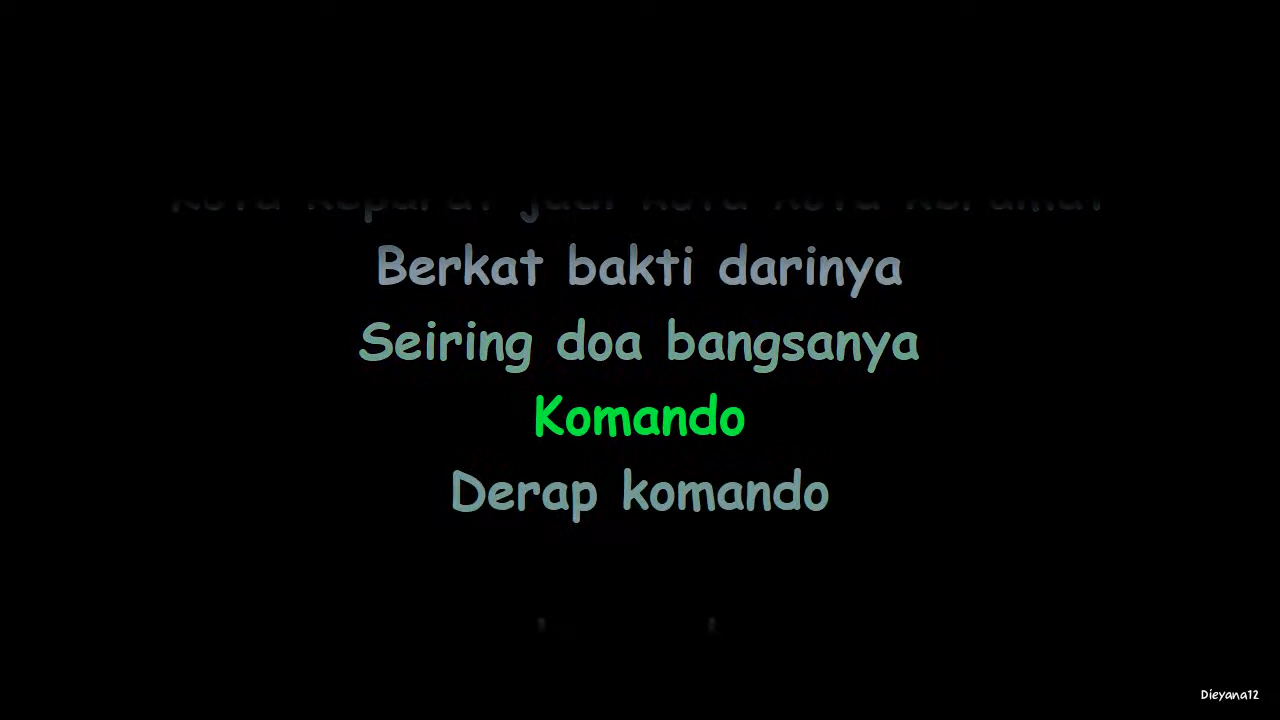 Berkat bakti darinya
Seiring doa bangsanya
Komando
Derap komando
Dieyana12